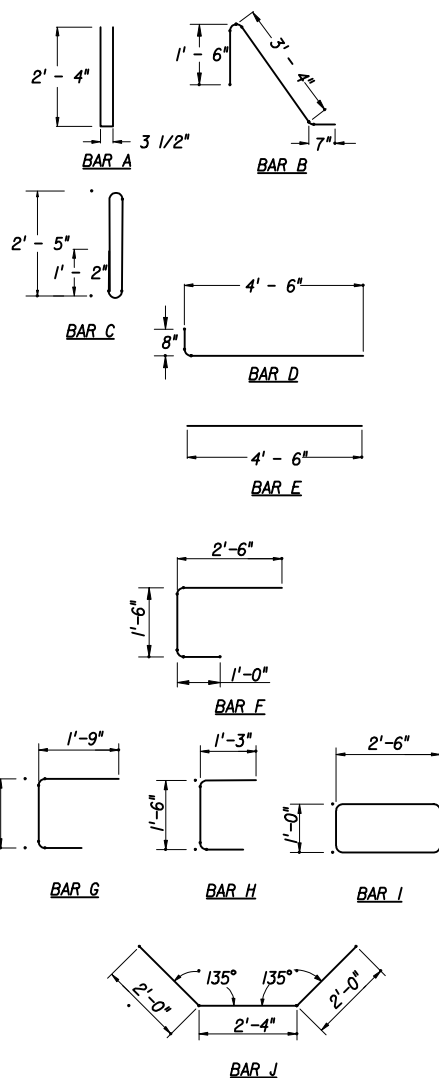 2' - 4"
3 1/2"
BAR A
1' - 6"
3' - 4"
7"
BAR B
2' - 5"
1' - 2"
BAR C
4' - 6"
8"
BAR D
4' - 6"
BAR E
2'-6"
1'-6"
1'-0"
BAR F
1'-9"
BAR G
1'-3"
1'-6"
BAR H
2'-6"
1'-0"
BAR I
135°
135°
2'-0"
2'-4"
2'-0"
BAR J